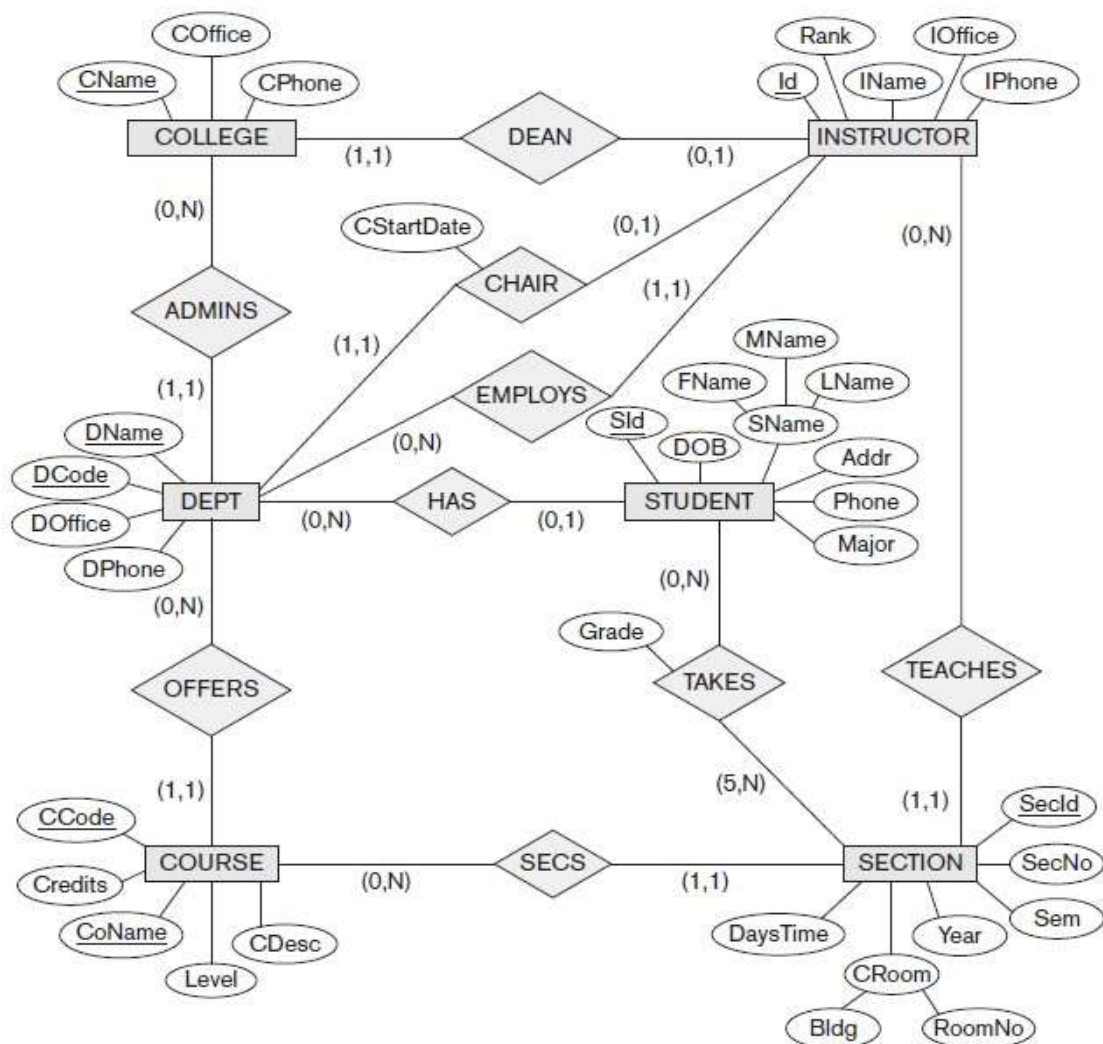 COffice
CName
CPhone
COLLEGE
Rank
IOffice
Id
IName
IPhone
INSTRUCTOR
DEAN
(1,1)
(0,1)
(0,N)
CStartDate
(0,1)
(0,N)
CHAIR
ADMINS
(1,1)
(1,1)
MName
(1,1)
EMPLOYS
FName
LName
DName
(0,N)
SId
SName
DOB
Addr
DCode
DEPT
HAS
STUDENT
Phone
DOffice
(0,N)
(0,1)
Major
DPhone
(0,N)
(0,N)
Grade
OFFERS
TAKES
TEACHES
(1,1)
(5,N)
(1,1)
CCode
SecId
COURSE
SECS
SECTION
SecNo
Credits
(0,N)
(1,1)
CoName
CDesc
DaysTime
Year
Sem
Level
CRoom
Bldg
RoomNo